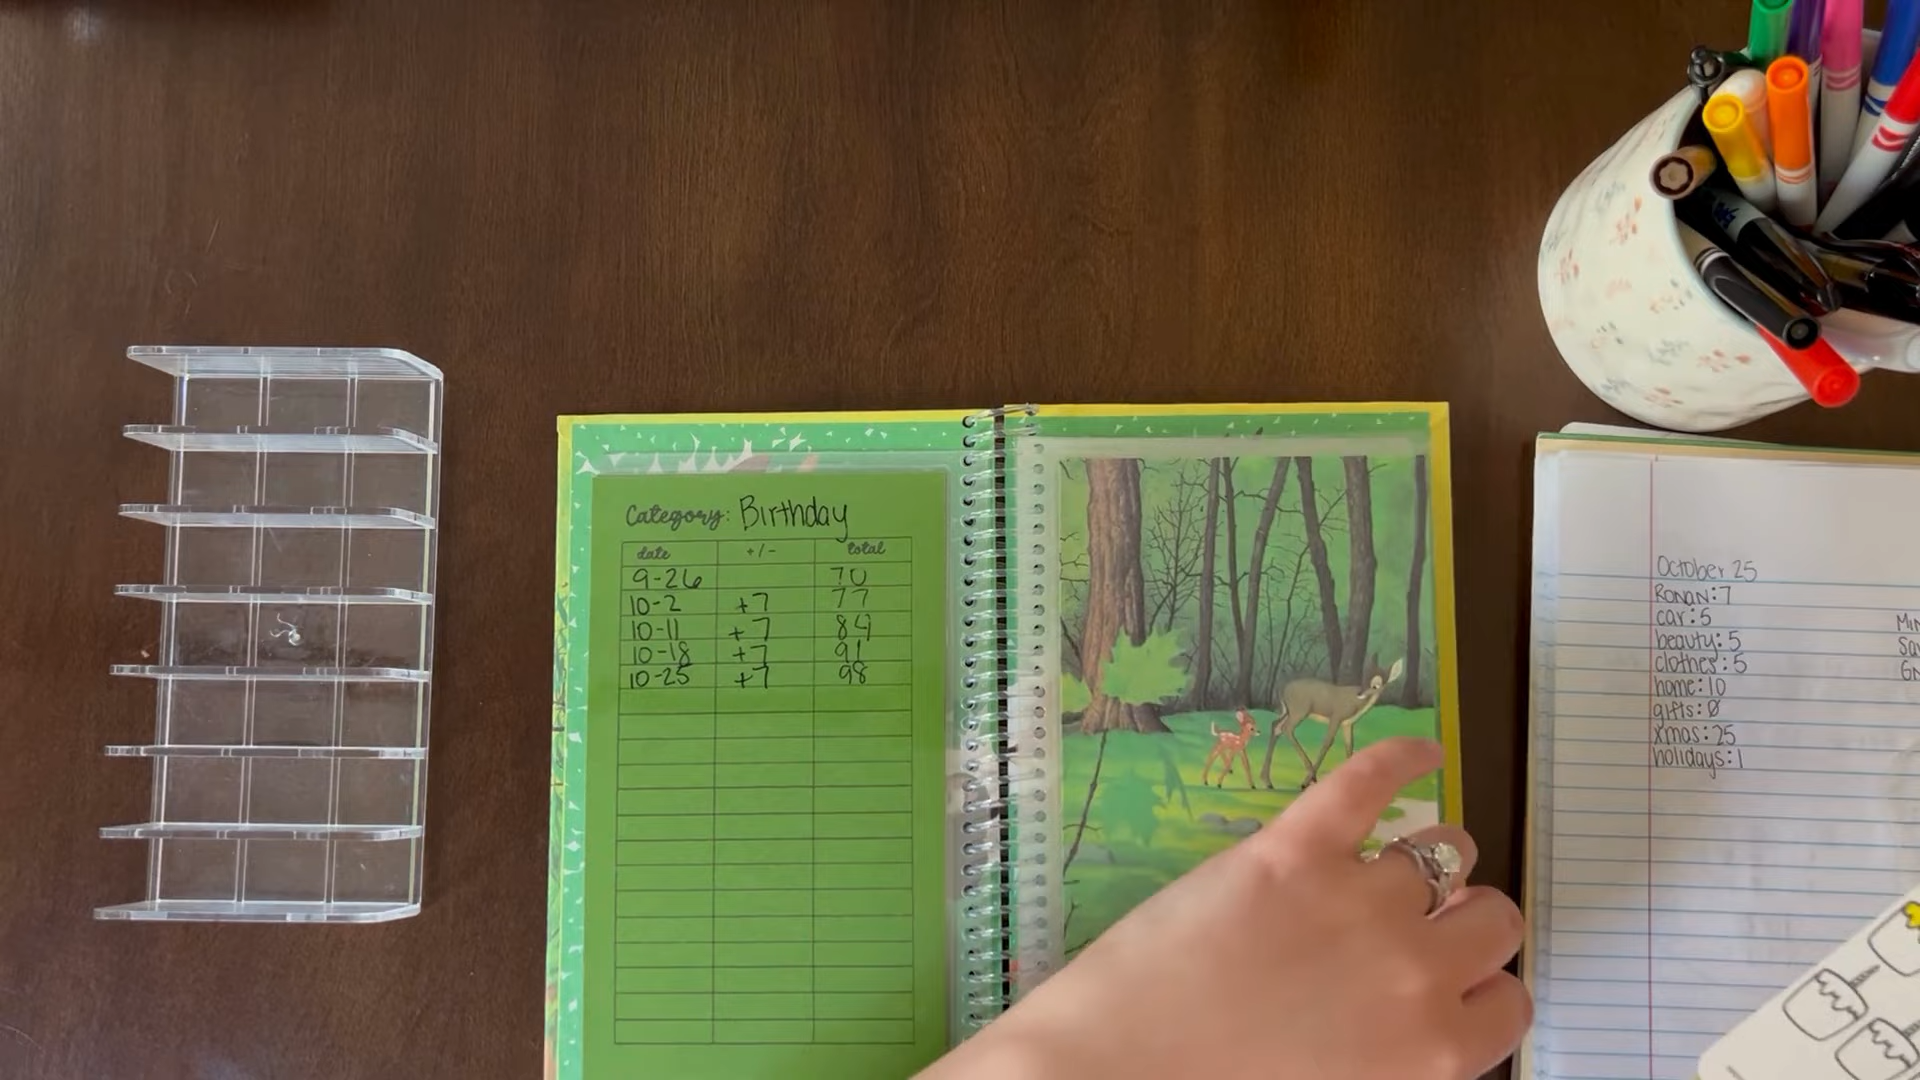 Category: Birthday
date +/- total
9-26 70
10-2 +7 77
10-11 +7 84
10-18 +7 91
10-25 +7 98
October 25
RONAN: 7
car: 5
beauty: 5
clothes: 5
home: 10
gifts: 0
xmas: 25
holidays: 1